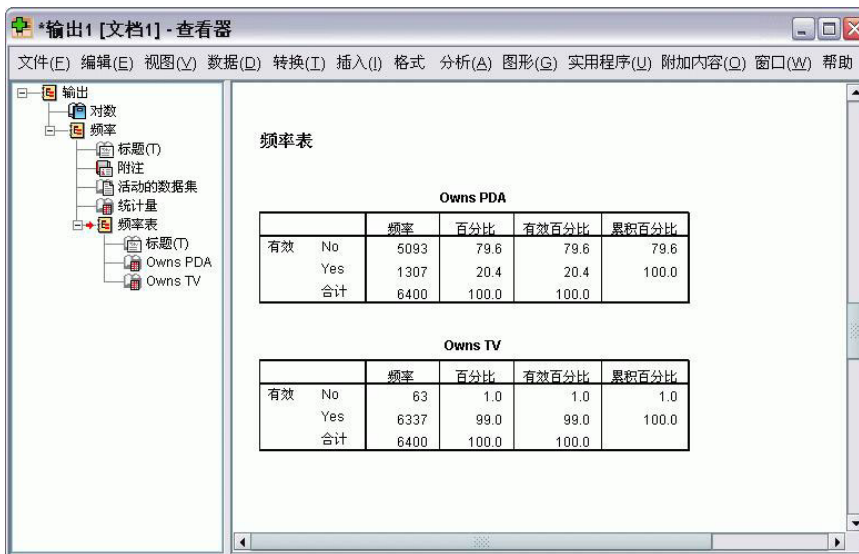 *输出1 [文档1] - 查看器
文件(F) 编辑(E) 视图(V) 数据(D) 转换(T) 插入(I) 格式 分析(A) 图形(G) 实用程序(U) 附加内容(O) 窗口(W) 帮助
输出
对数
频率
标题(T)
附注
活动的数据集
统计量
频率表
标题(T)
Owns PDA
Owns TV
频率表
Owns PDA
频率 百分比 有效百分比 累积百分比
有效 No 5093 79.6 79.6 79.6
Yes 1307 20.4 20.4 100.0
合计 6400 100.0 100.0
Owns TV
频率 百分比 有效百分比 累积百分比
有效 No 63 1.0 1.0 1.0
Yes 6337 99.0 99.0 100.0
合计 6400 100.0 100.0